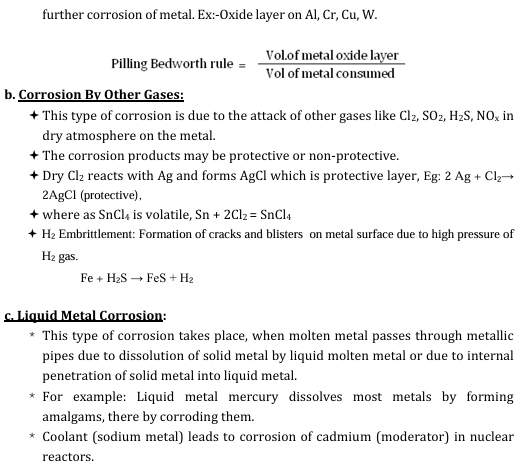 further corrosion of metal. Ex:-Oxide layer on Al, Cr, Cu, W.
Pilling Bedworth rule = Vol.of metal oxide layer
Vol of metal consumed
b. Corrosion By Other Gases:
✦ This type of corrosion is due to the attack of other gases like Cl₂, SO₂, H₂S, NOₓ in
dry atmosphere on the metal.
✦ The corrosion products may be protective or non-protective.
✦ Dry Cl₂ reacts with Ag and forms AgCl which is protective layer, Eg: 2 Ag + Cl₂→
2AgCl (protective),
✦ where as SnCl₄ is volatile, Sn + 2Cl₂ = SnCl₄
✦ H₂ Embrittlement: Formation of cracks and blisters on metal surface due to high pressure of
H₂ gas.
Fe + H₂S → FeS + H₂
c. Liquid Metal Corrosion:
* This type of corrosion takes place, when molten metal passes through metallic
pipes due to dissolution of solid metal by liquid molten metal or due to internal
penetration of solid metal into liquid metal.
* For example: Liquid metal mercury dissolves most metals by forming
amalgams, there by corroding them.
* Coolant (sodium metal) leads to corrosion of cadmium (moderator) in nuclear
reactors.